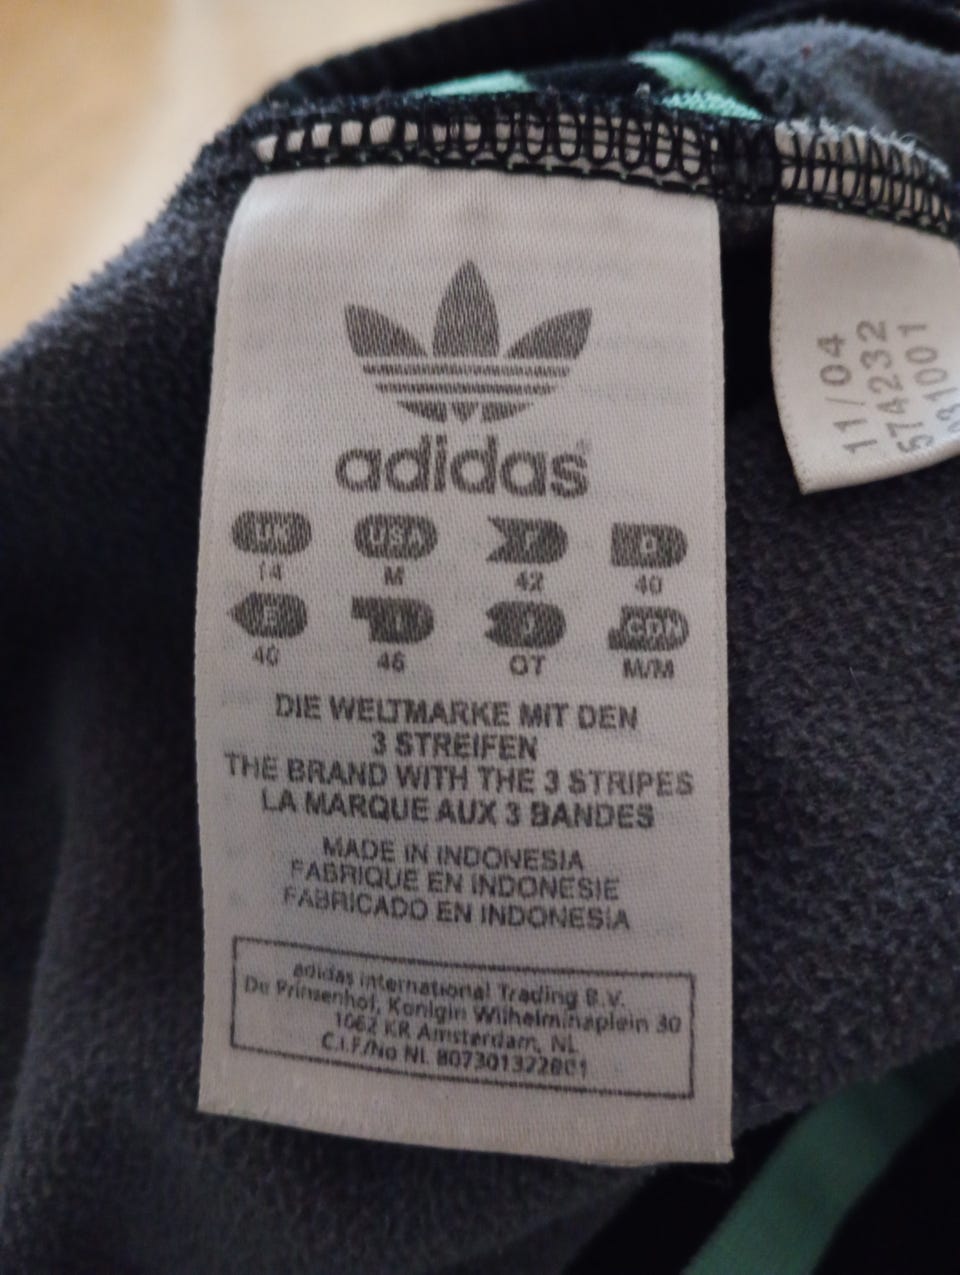 adidas
UK USA F D
14 M 42 40
E I J CDN
40 46 OT M/M
DIE WELTMARKE MIT DEN
3 STREIFEN
THE BRAND WITH THE 3 STRIPES
LA MARQUE AUX 3 BANDES
MADE IN INDONESIA
FABRIQUE EN INDONESIE
FABRICADO EN INDONESIA
adidas International Trading B.V.
De Prinsenhof, Konigin Wilhelminaplein 30
1062 KR Amsterdam, NL
C.I.F./No NL
11/04
574232